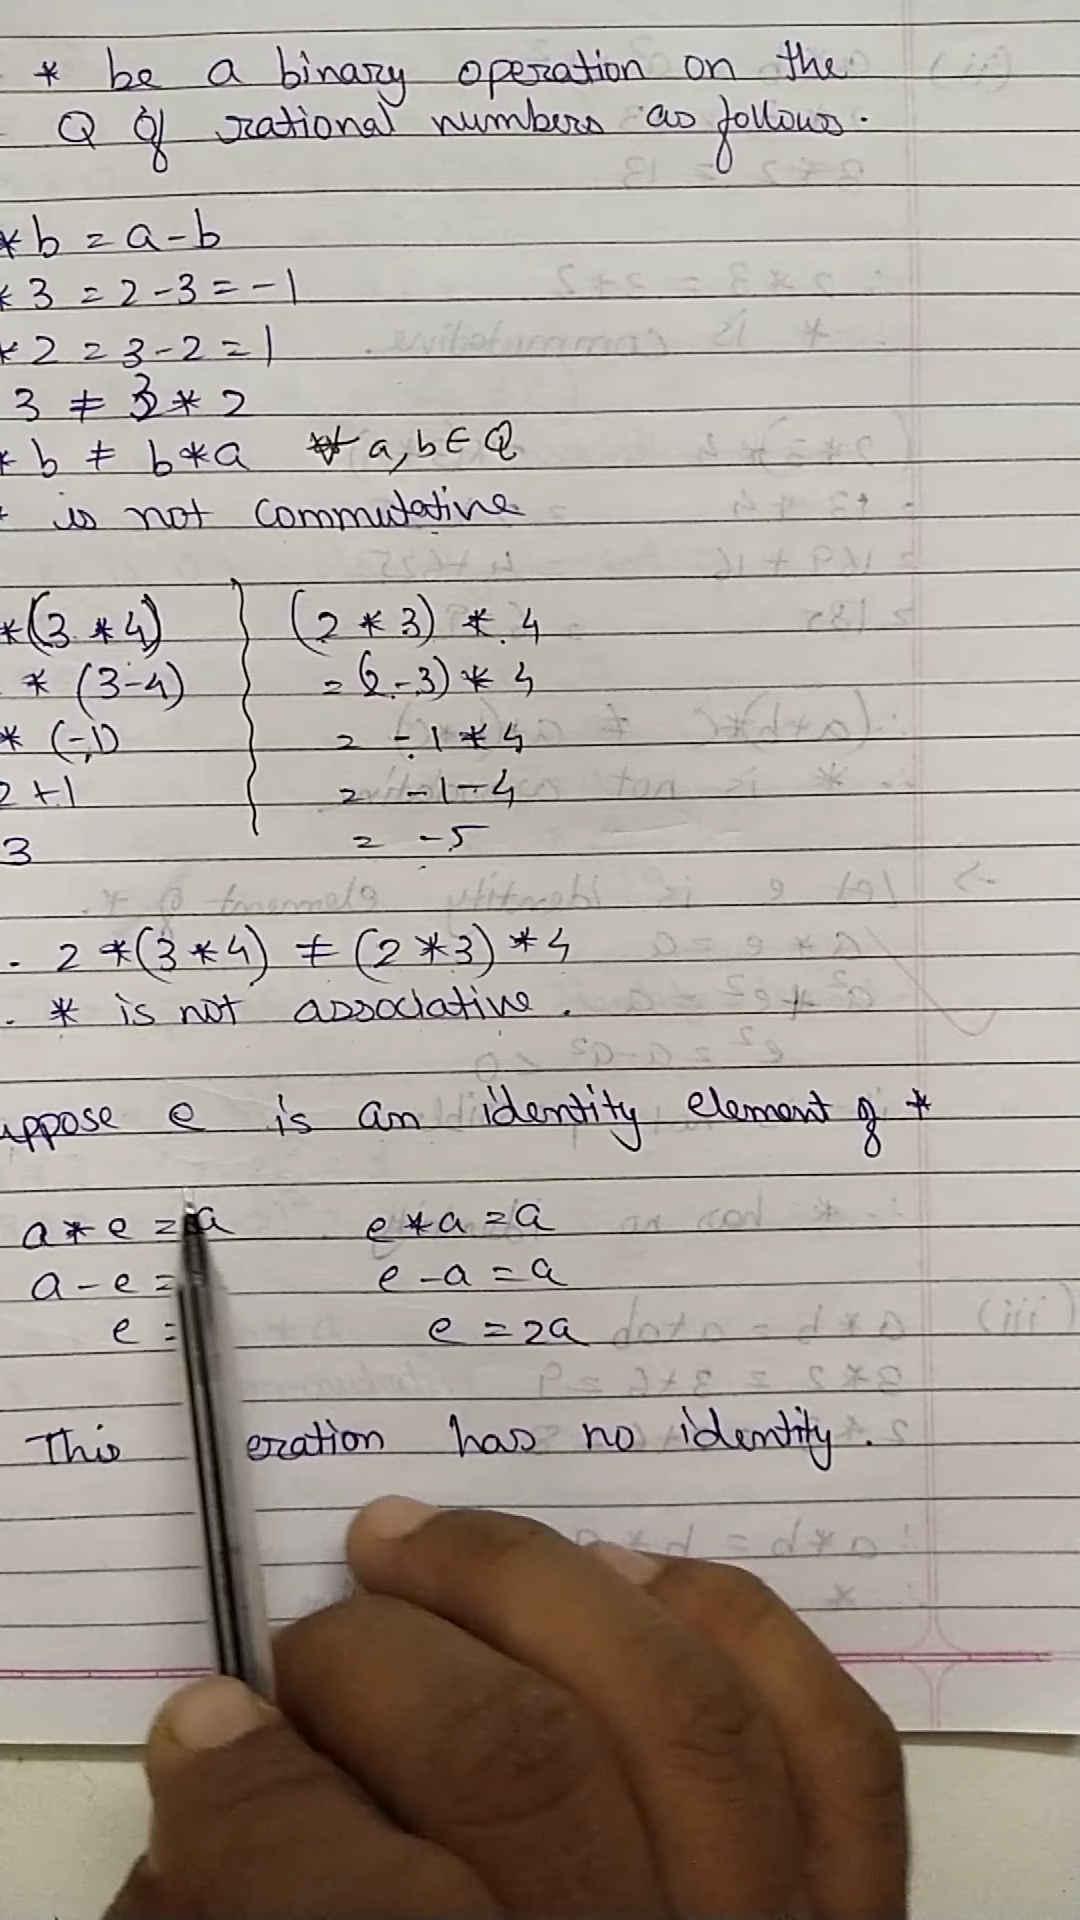 * be a binary operation on the
Q of rational numbers as follows.
* b = a - b
* 3 = 2 - 3 = -1
* 2 = 3 - 2 = 1
3 ≠ 3 * 2
* b ≠ b * a ∀ a, b ∈ Q
* is not commutative.
*(3 * 4)
* (3-4)
* (-1)
2 + 1
3
(2 * 3) * 4
= (2-3) * 4
= -1 * 4
= -1-4
= -5
. 2 *(3 * 4) ≠ (2 * 3) * 4
. * is not associative.
uppose e is an identity element of *
a * e = a
a - e =
e =
e * a = a
e - a = a
e = 2a
This eration has no identity.